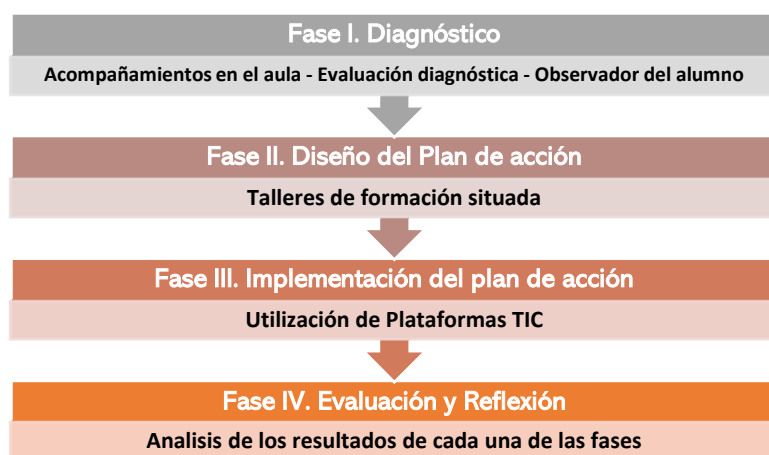 Fase I. Diagnóstico
Acompañamientos en el aula - Evaluación diagnóstica - Observador del alumno
Fase II. Diseño del Plan de acción
Talleres de formación situada
Fase III. Implementación del plan de acción
Utilización de Plataformas TIC
Fase IV. Evaluación y Reflexión
Analisis de los resultados de cada una de las fases